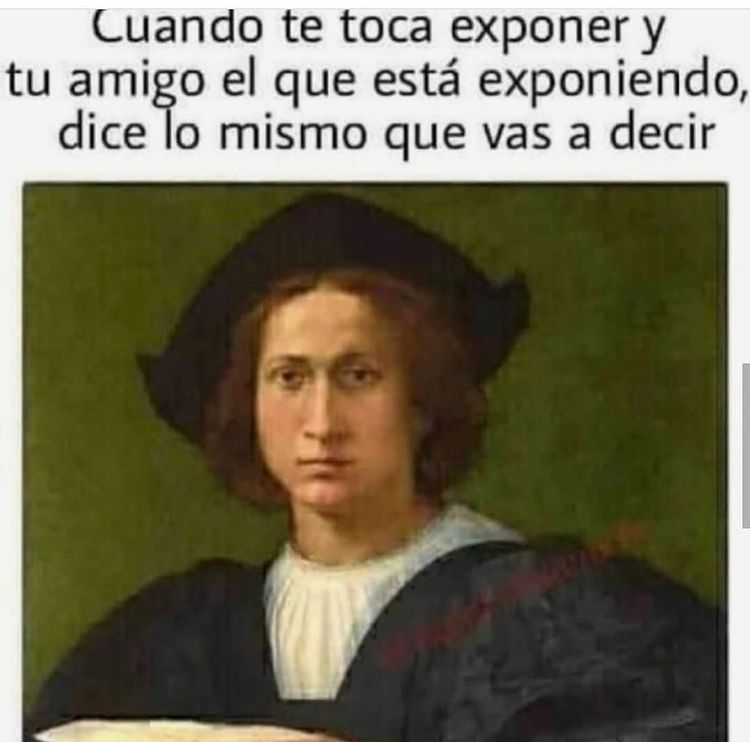 Cuando te toca exponer y
tu amigo el que está exponiendo,
dice lo mismo que vas a decir